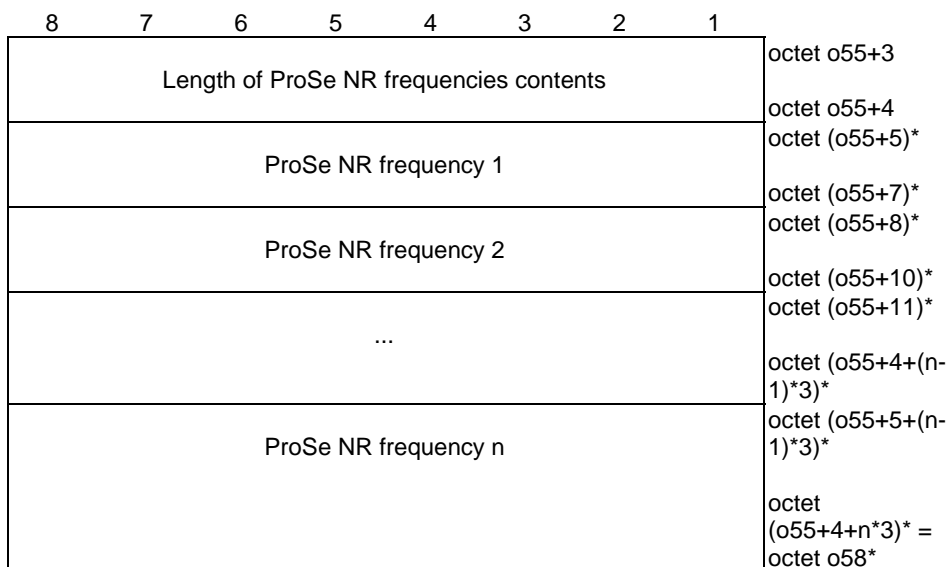 8 7 6 5 4 3 2 1
Length of ProSe NR frequencies contents
octet o55+3
octet o55+4
ProSe NR frequency 1
octet (o55+5)*
octet (o55+7)*
ProSe NR frequency 2
octet (o55+8)*
octet (o55+10)*
...
octet (o55+11)*
octet (o55+4+(n-
1)*3)*
ProSe NR frequency n
octet (o55+5+(n-
1)*3)*
octet
(o55+4+n*3)* =
octet o58*